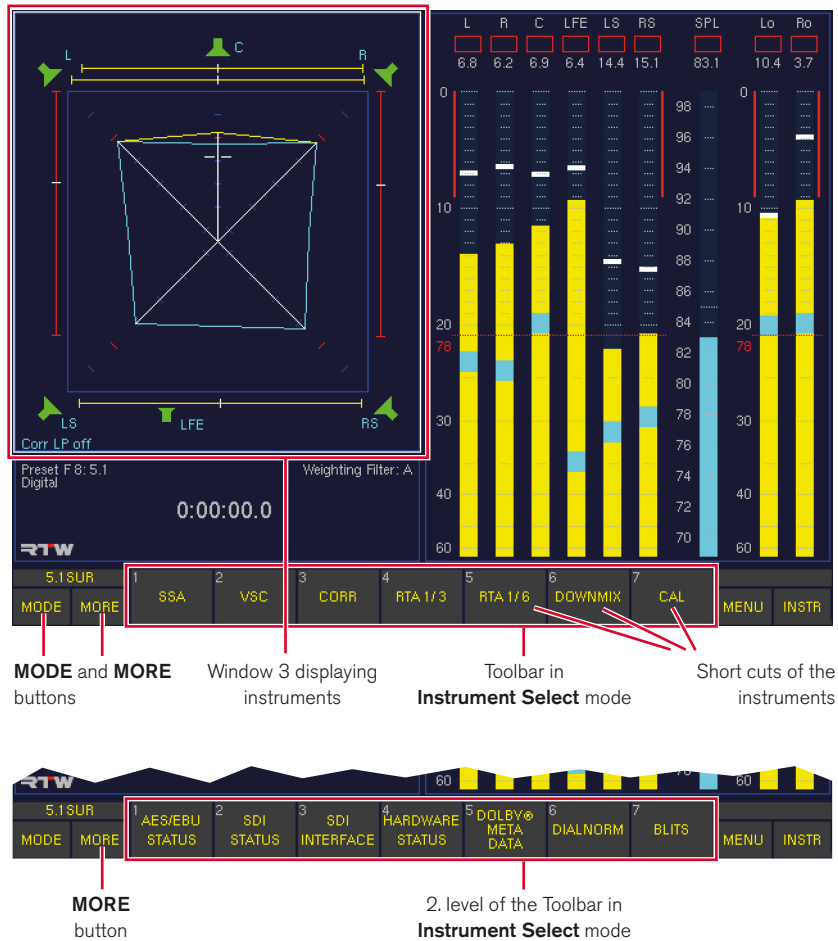 L R C LFE LS RS SPL Lo Ro
6.8 6.2 6.9 6.4 14.4 15.1 83.1 10.4 3.7
L C R
0 98 0
96
94
92
10 90 10
88
86
20 84 20
78 82 78
80
30 78 30
76
74
40 72 40
70
60 60
LS LFE RS
Corr LP off
Preset F 8: 5.1 Weighting Filter: A
Digital
0:00:00.0
RTW
5.1SUR
MODE MORE
1 SSA
2 VSC
3 CORR
4 RTA 1/3
5 RTA 1/6
6 DOWNMIX
7 CAL
MENU INSTR
MODE and MORE
buttons
Window 3 displaying
instruments
Toolbar in
Instrument Select mode
Short cuts of the
instruments
RTW
60 60
5.1SUR
MODE MORE
1 AES/EBU
STATUS
2 SDI
STATUS
3 SDI
INTERFACE
4 HARDWARE
STATUS
5 DOLBY®
META
DATA
6 DIALNORM
7 BLITS
MENU INSTR
MORE
button
2. level of the Toolbar in
Instrument Select mode